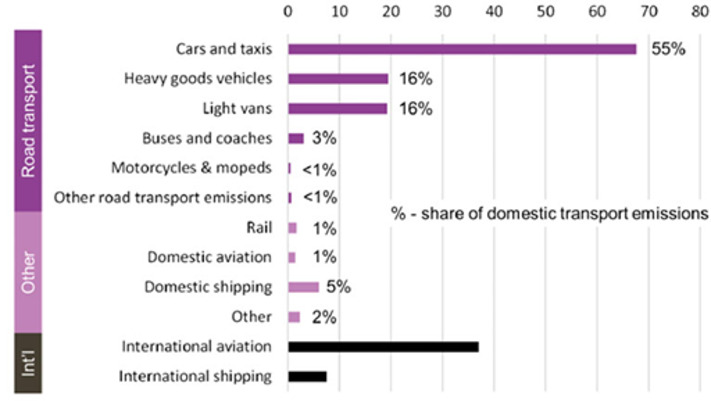 0 10 20 30 40 50 60 70 80
Road transport
Cars and taxis 55%
Heavy goods vehicles 16%
Light vans 16%
Buses and coaches 3%
Motorcycles & mopeds <1%
Other road transport emissions <1%
% - share of domestic transport emissions
Other
Rail 1%
Domestic aviation 1%
Domestic shipping 5%
Other 2%
Int'l
International aviation
International shipping